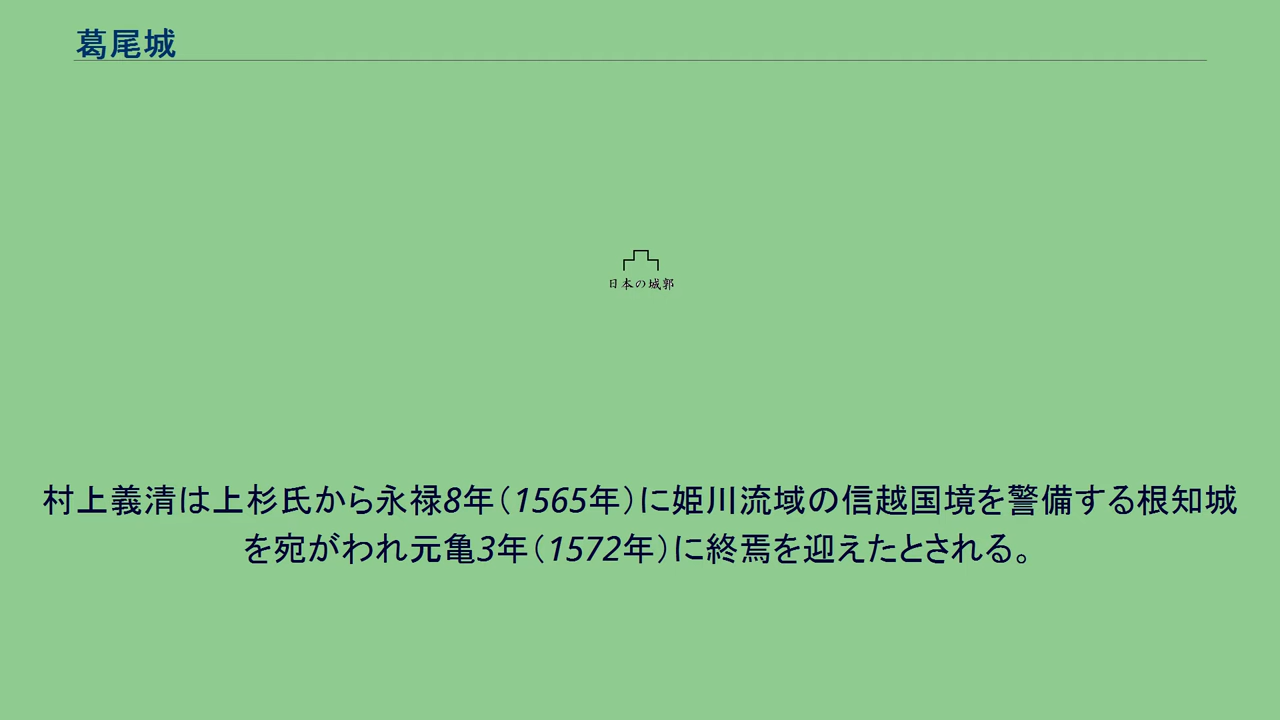 葛尾城
日本の城郭
村上義清は上杉氏から永禄8年（1565年）に姫川流域の信越国境を警備する根知城
を宛がわれ元亀3年（1572年）に終焉を迎えたとされる。